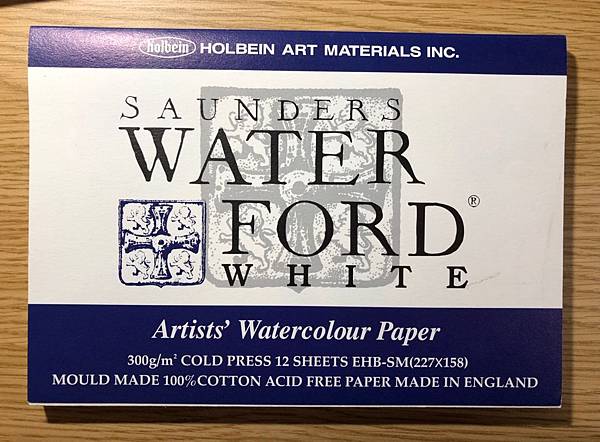 holbein HOLBEIN ART MATERIALS INC.
SAUNDERS
WATER
FORD®
WHITE
Artists' Watercolour Paper
300g/m² COLD PRESS 12 SHEETS EHB-SM(227X158)
MOULD MADE 100%COTTON ACID FREE PAPER MADE IN ENGLAND